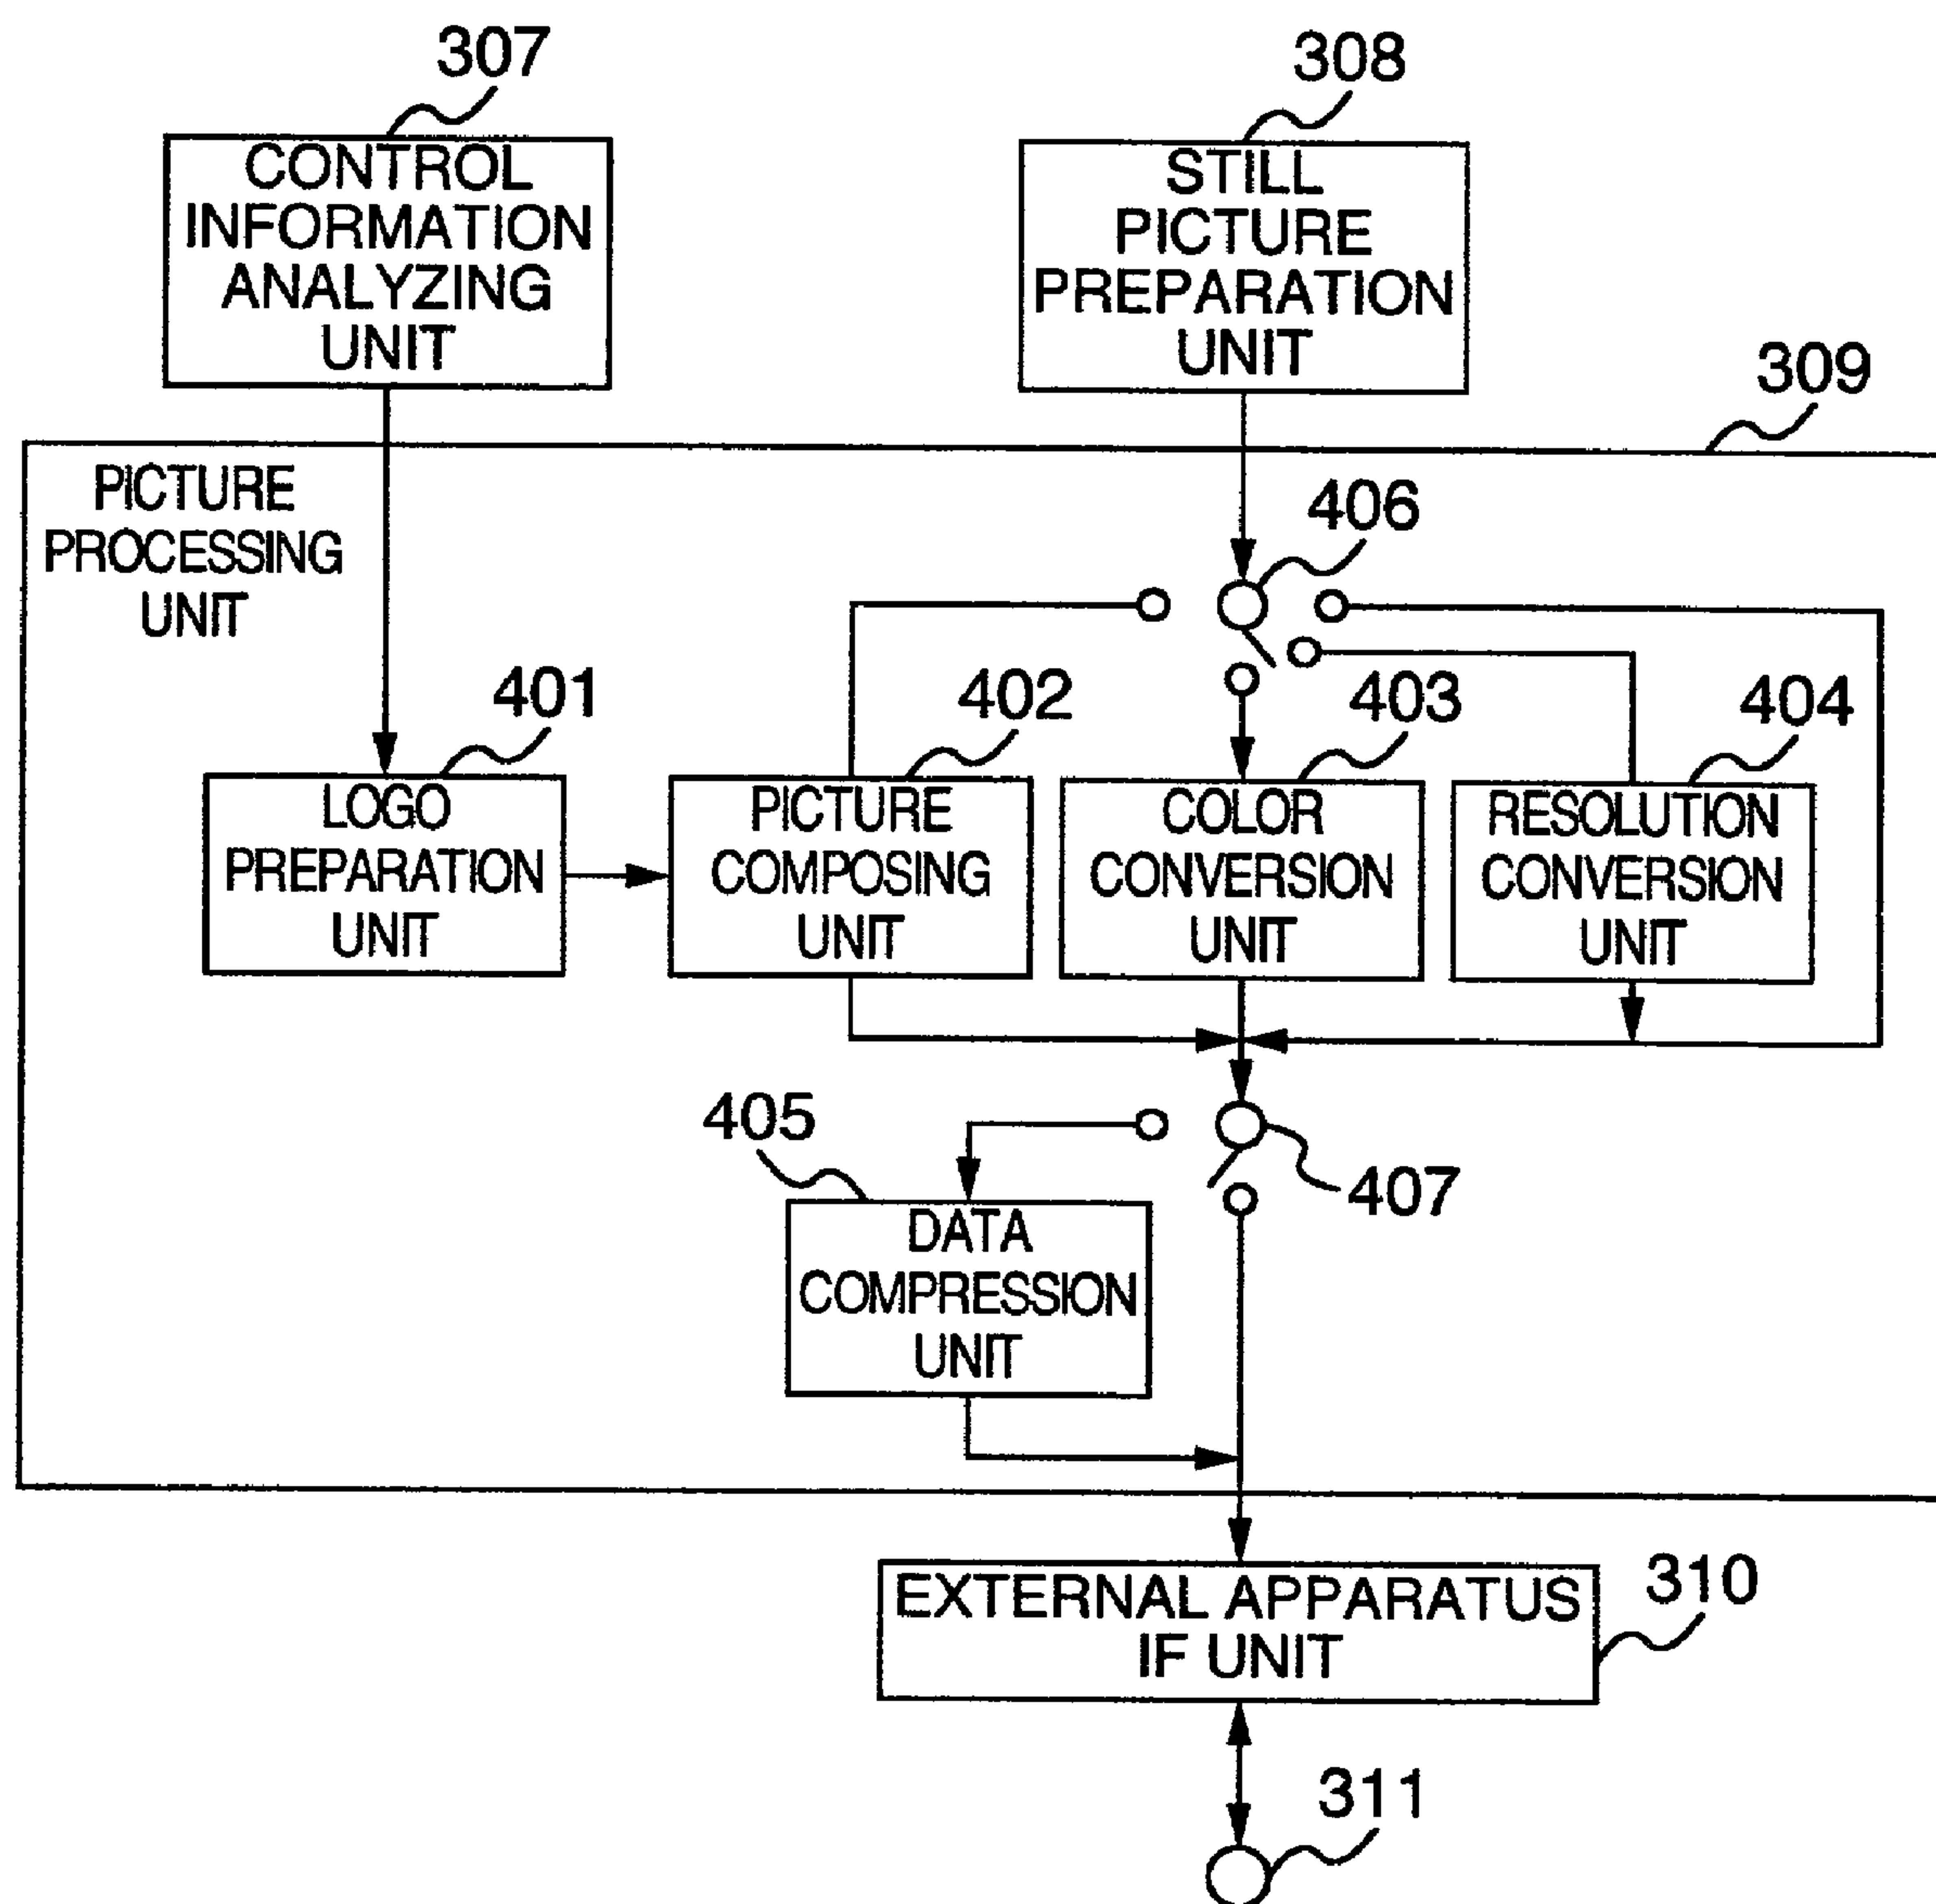 307
308
CONTROL
INFORMATION
ANALYZING
UNIT
STILL
PICTURE
PREPARATION
UNIT
309
PICTURE
PROCESSING
UNIT
406
401
402
403
404
LOGO
PREPARATION
UNIT
PICTURE
COMPOSING
UNIT
COLOR
CONVERSION
UNIT
RESOLUTION
CONVERSION
UNIT
405
407
DATA
COMPRESSION
UNIT
EXTERNAL APPARATUS
IF UNIT
310
311